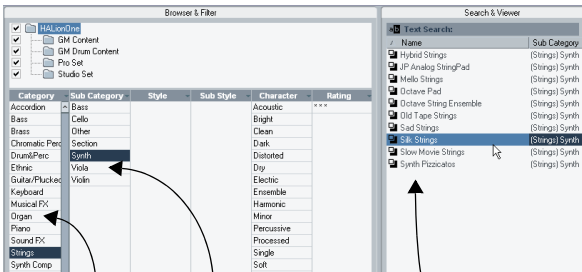 Browser & Filter
HALionOne
GM Content
GM Drum Content
Pro Set
Studio Set
Category Sub Category Style Sub Style Character Rating
Accordion Bass Acoustic ***
Bass Cello Bright
Brass Other Clean
Chromatic Perc Section Dark
Drum&Perc Synth Distorted
Ethnic Viola Dry
Guitar/Plucked Violin Electric
Keyboard Ensemble
Musical FX Harmonic
Organ Minor
Piano Percussive
Sound FX Processed
Strings Single
Synth Comp Soft
Search & Viewer
Text Search:
Name Sub Category
Hybrid Strings (Strings) Synth
JP Analog StringPad (Strings) Synth
Mello Strings (Strings) Synth
Octave Pad (Strings) Synth
Octave String Ensemble (Strings) Synth
Old Tape Strings (Strings) Synth
Sad Strings (Strings) Synth
Silk Strings (Strings) Synth
Slow Movie Strings (Strings) Synth
Synth Pizzicatos (Strings) Synth